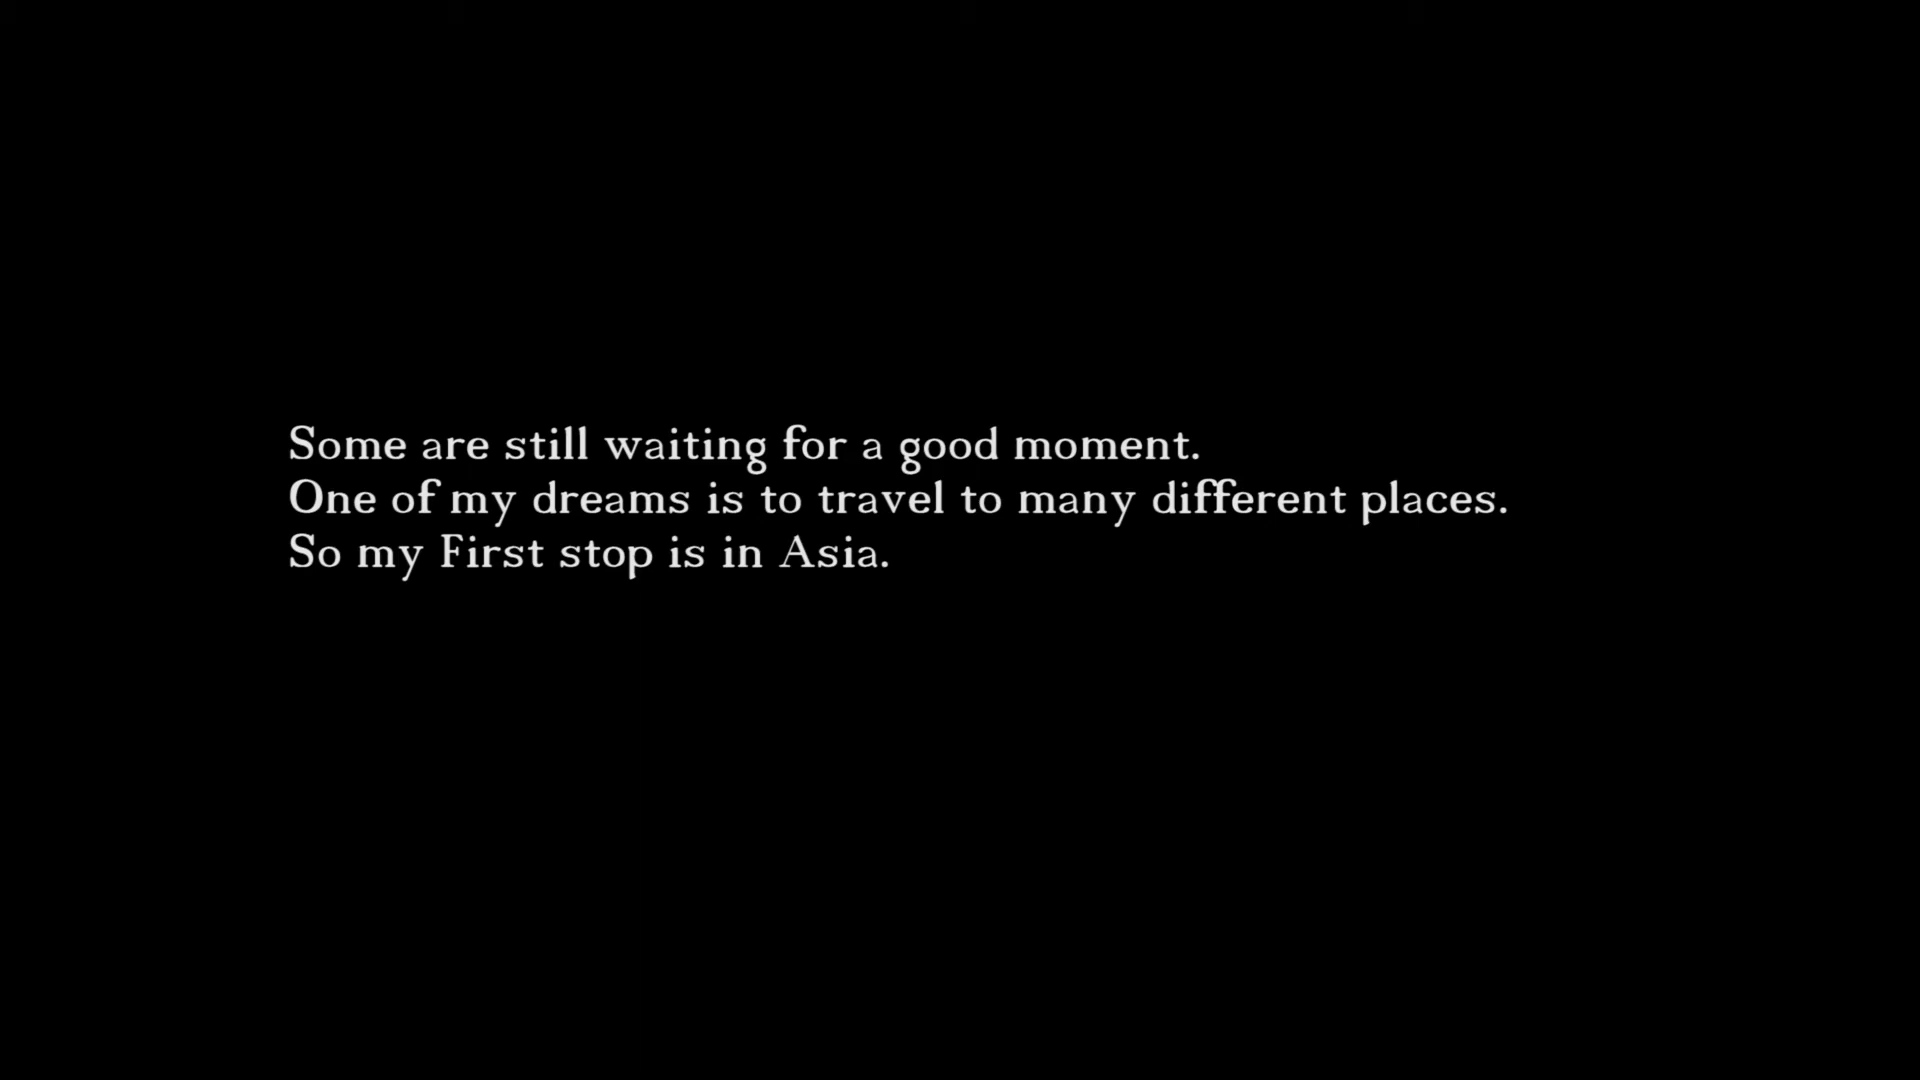 Some are still waiting for a good moment.
One of my dreams is to travel to many different places.
So my First stop is in Asia.